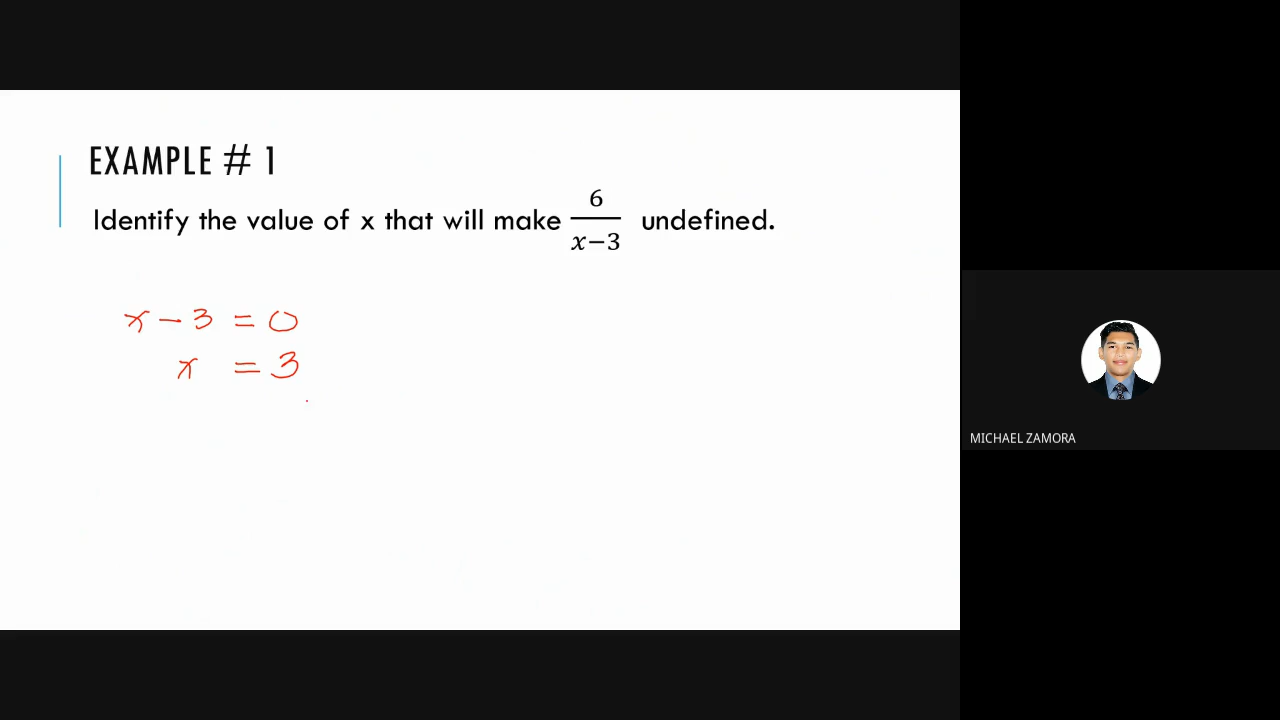 EXAMPLE # 1
Identify the value of x that will make 6/(x−3) undefined.
x − 3 = 0
x = 3
MICHAEL ZAMORA